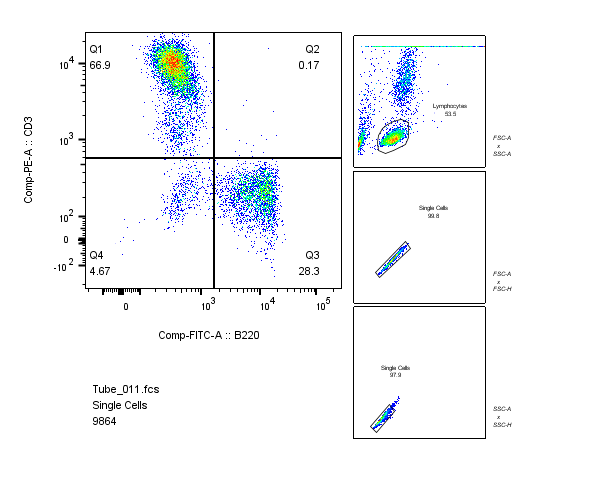 Q1
66.9
Q2
0.17
Q4
4.67
Q3
28.3
10^4
10^3
10^2
0
-10^2
0
10^3
10^4
10^5
Comp-PE-A :: CD3
Comp-FITC-A :: B220
Tube_011.fcs
Single Cells
9864
Lymphocytes
53.5
FSC-A
x
SSC-A
Single Cells
99.8
FSC-A
x
FSC-H
Single Cells
97.9
SSC-A
x
SSC-H